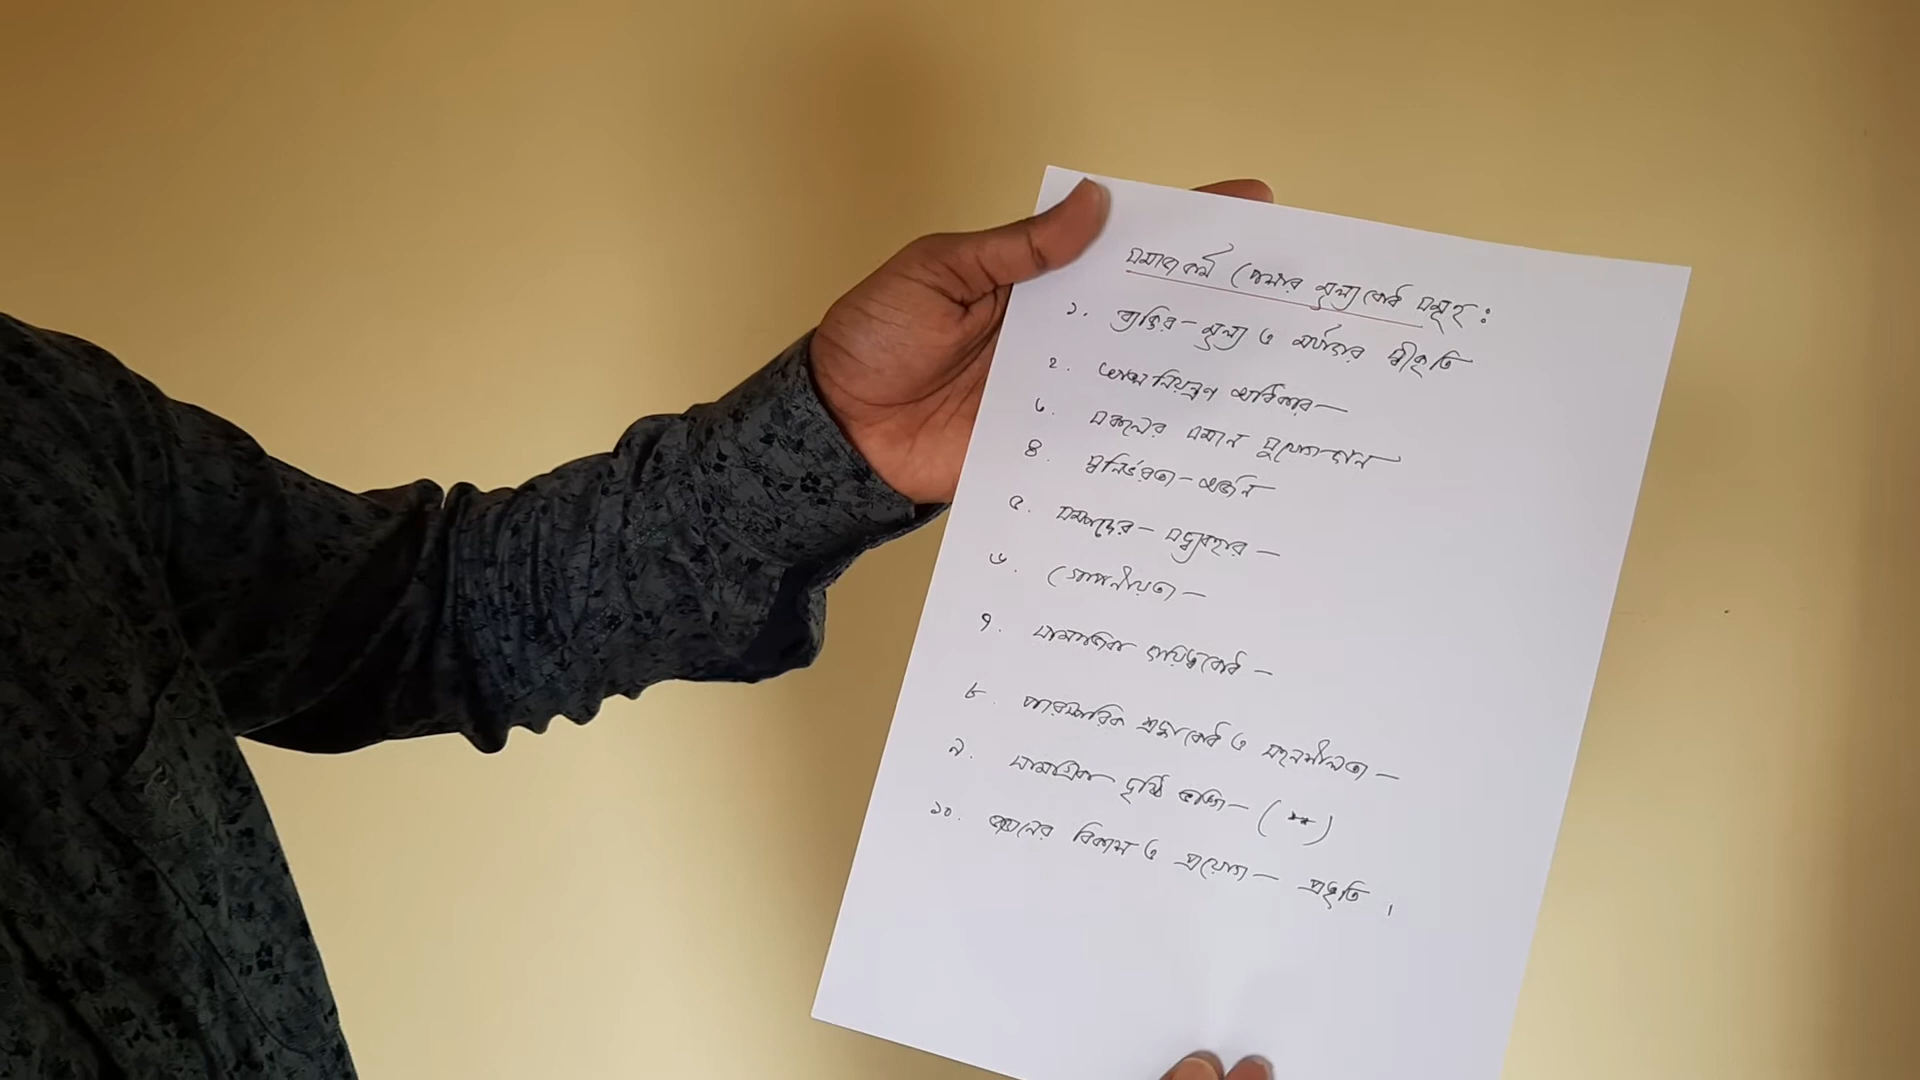 সমাজকর্ম পেশার মূল্যবোধ সমূহ :
১. ব্যক্তির - মূল্য ও মর্যাদার স্বীকৃতি
২. আত্মনিয়ন্ত্রণ অধিকার —
৩. সকলের সমান সুযোগ - দান
৪. স্বনির্ভরতা - অর্জন
৫. সম্পদের - সদ্ব্যবহার —
৬. গোপনীয়তা —
৭. সামাজিক দায়িত্ববোধ —
৮. পারস্পরিক শ্রদ্ধাবোধ ও সহনশীলতা —
৯. সামগ্রিক দৃষ্টি ভঙ্গি — (**)
১০. জ্ঞানের বিকাশ ও প্রয়োগ — প্রভৃতি ।